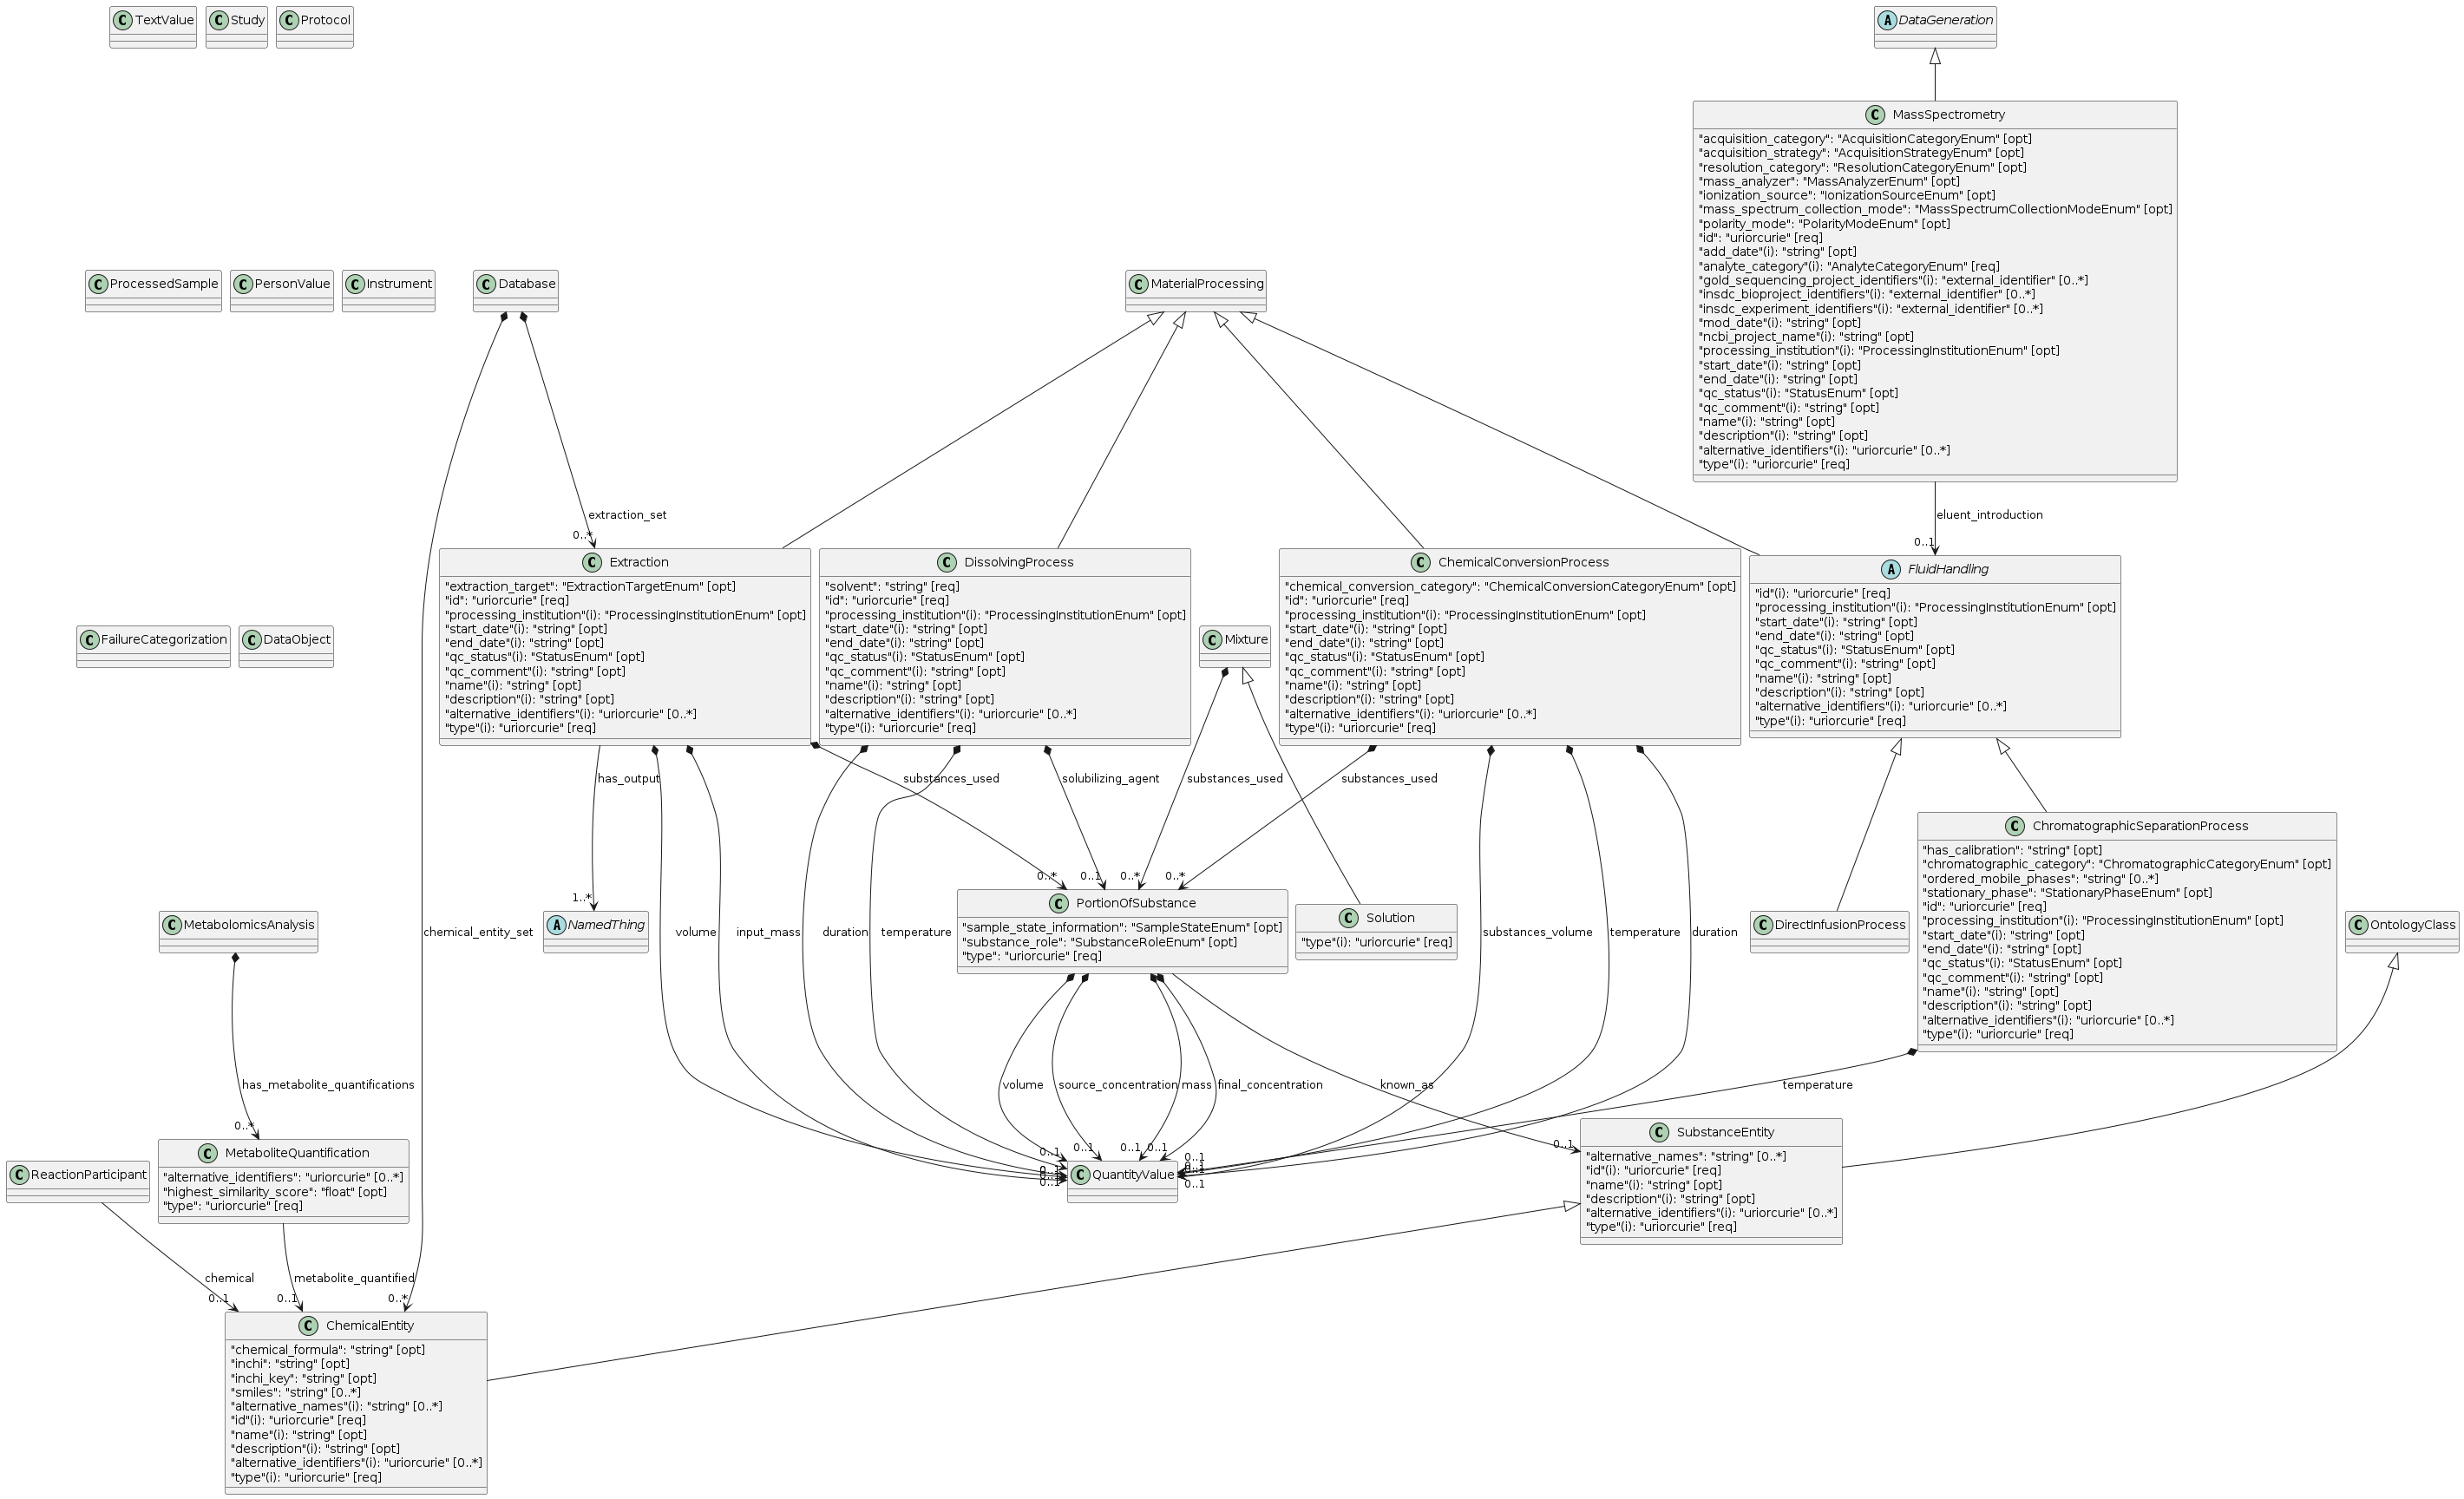 C TextValue
C Study
C Protocol
A DataGeneration
C MassSpectrometry
"acquisition_category": "AcquisitionCategoryEnum" [opt]
"acquisition_strategy": "AcquisitionStrategyEnum" [opt]
"resolution_category": "ResolutionCategoryEnum" [opt]
"mass_analyzer": "MassAnalyzerEnum" [opt]
"ionization_source": "IonizationSourceEnum" [opt]
"mass_spectrum_collection_mode": "MassSpectrumCollectionModeEnum" [opt]
"polarity_mode": "PolarityModeEnum" [opt]
"id": "uriorcurie" [req]
"add_date"(i): "string" [opt]
"analyte_category"(i): "AnalyteCategoryEnum" [req]
"gold_sequencing_project_identifiers"(i): "external_identifier" [0..*]
"insdc_bioproject_identifiers"(i): "external_identifier" [0..*]
"insdc_experiment_identifiers"(i): "external_identifier" [0..*]
"mod_date"(i): "string" [opt]
"ncbi_project_name"(i): "string" [opt]
"processing_institution"(i): "ProcessingInstitutionEnum" [opt]
"start_date"(i): "string" [opt]
"end_date"(i): "string" [opt]
"qc_status"(i): "StatusEnum" [opt]
"qc_comment"(i): "string" [opt]
"name"(i): "string" [opt]
"description"(i): "string" [opt]
"alternative_identifiers"(i): "uriorcurie" [0..*]
"type"(i): "uriorcurie" [req]
C ProcessedSample
C PersonValue
C Instrument
C Database
C MaterialProcessing
extraction_set
0..*
eluent_introduction
0..1
C Extraction
"extraction_target": "ExtractionTargetEnum" [opt]
"id": "uriorcurie" [req]
"processing_institution"(i): "ProcessingInstitutionEnum" [opt]
"start_date"(i): "string" [opt]
"end_date"(i): "string" [opt]
"qc_status"(i): "StatusEnum" [opt]
"qc_comment"(i): "string" [opt]
"name"(i): "string" [opt]
"description"(i): "string" [opt]
"alternative_identifiers"(i): "uriorcurie" [0..*]
"type"(i): "uriorcurie" [req]
C DissolvingProcess
"solvent": "string" [req]
"id": "uriorcurie" [req]
"processing_institution"(i): "ProcessingInstitutionEnum" [opt]
"start_date"(i): "string" [opt]
"end_date"(i): "string" [opt]
"qc_status"(i): "StatusEnum" [opt]
"qc_comment"(i): "string" [opt]
"name"(i): "string" [opt]
"description"(i): "string" [opt]
"alternative_identifiers"(i): "uriorcurie" [0..*]
"type"(i): "uriorcurie" [req]
C ChemicalConversionProcess
"chemical_conversion_category": "ChemicalConversionCategoryEnum" [opt]
"id": "uriorcurie" [req]
"processing_institution"(i): "ProcessingInstitutionEnum" [opt]
"start_date"(i): "string" [opt]
"end_date"(i): "string" [opt]
"qc_status"(i): "StatusEnum" [opt]
"qc_comment"(i): "string" [opt]
"name"(i): "string" [opt]
"description"(i): "string" [opt]
"alternative_identifiers"(i): "uriorcurie" [0..*]
"type"(i): "uriorcurie" [req]
A FluidHandling
"id"(i): "uriorcurie" [req]
"processing_institution"(i): "ProcessingInstitutionEnum" [opt]
"start_date"(i): "string" [opt]
"end_date"(i): "string" [opt]
"qc_status"(i): "StatusEnum" [opt]
"qc_comment"(i): "string" [opt]
"name"(i): "string" [opt]
"description"(i): "string" [opt]
"alternative_identifiers"(i): "uriorcurie" [0..*]
"type"(i): "uriorcurie" [req]
C FailureCategorization
C DataObject
C Mixture
has_output
substances_used
solubilizing_agent
substances_used
substances_used
1..*
0..*
0..1
0..*
0..*
C ChromatographicSeparationProcess
"has_calibration": "string" [opt]
"chromatographic_category": "ChromatographicCategoryEnum" [opt]
"ordered_mobile_phases": "string" [0..*]
"stationary_phase": "StationaryPhaseEnum" [opt]
"id": "uriorcurie" [req]
"processing_institution"(i): "ProcessingInstitutionEnum" [opt]
"start_date"(i): "string" [opt]
"end_date"(i): "string" [opt]
"qc_status"(i): "StatusEnum" [opt]
"qc_comment"(i): "string" [opt]
"name"(i): "string" [opt]
"description"(i): "string" [opt]
"alternative_identifiers"(i): "uriorcurie" [0..*]
"type"(i): "uriorcurie" [req]
C MetabolomicsAnalysis
chemical_entity_set
A NamedThing
volume
input_mass
duration
temperature
C PortionOfSubstance
"sample_state_information": "SampleStateEnum" [opt]
"substance_role": "SubstanceRoleEnum" [opt]
"type": "uriorcurie" [req]
C Solution
"type"(i): "uriorcurie" [req]
substances_volume
temperature
duration
C DirectInfusionProcess
C OntologyClass
has_metabolite_quantifications
0..*
volume
source_concentration
mass
final_concentration
known_as
temperature
0..1
0..1
0..1
0..1
0..1
0..1
0..1
0..1
0..1
C ReactionParticipant
C MetaboliteQuantification
"alternative_identifiers": "uriorcurie" [0..*]
"highest_similarity_score": "float" [opt]
"type": "uriorcurie" [req]
C QuantityValue
C SubstanceEntity
"alternative_names": "string" [0..*]
"id"(i): "uriorcurie" [req]
"name"(i): "string" [opt]
"description"(i): "string" [opt]
"alternative_identifiers"(i): "uriorcurie" [0..*]
"type"(i): "uriorcurie" [req]
chemical
metabolite_quantified
0..1
0..1
0..*
C ChemicalEntity
"chemical_formula": "string" [opt]
"inchi": "string" [opt]
"inchi_key": "string" [opt]
"smiles": "string" [0..*]
"alternative_names"(i): "string" [0..*]
"id"(i): "uriorcurie" [req]
"name"(i): "string" [opt]
"description"(i): "string" [opt]
"alternative_identifiers"(i): "uriorcurie" [0..*]
"type"(i): "uriorcurie" [req]